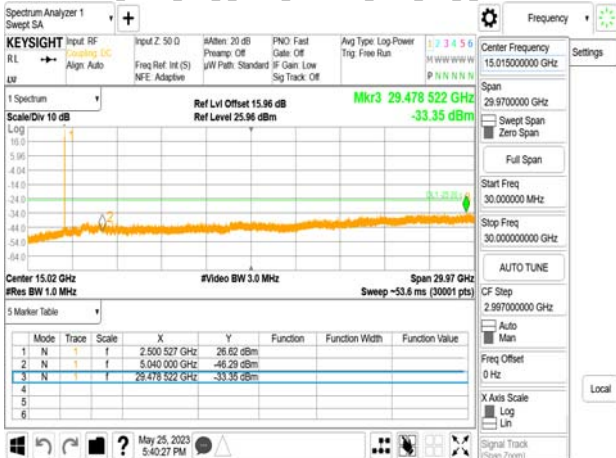 Spectrum Analyzer 1
Swept SA
+
Frequency
KEYSIGHT
RL
Input: RF
Coupling: DC
Align: Auto
Input Z: 50 Ω
Freq Ref: Int (S)
NFE: Adaptive
#Atten: 20 dB
Preamp: Off
µW Path: Standard
PNO: Fast
Gate: Off
IF Gain: Low
Sig Track: Off
Avg Type: Log-Power
Trig: Free Run
1 2 3 4 5 6
M W W W W W
P N N N N N
1 Spectrum
Scale/Div 10 dB
Ref Lvl Offset 15.96 dB
Ref Level 25.96 dBm
Mkr3 29.478 522 GHz
-33.35 dBm
Log
16.0
5.96
-4.04
-14.0
-24.0
-34.0
-44.0
-54.0
-64.0
1
2
Center 15.02 GHz
#Res BW 1.0 MHz
#Video BW 3.0 MHz
Span 29.97 GHz
Sweep ~53.6 ms (30001 pts)
5 Marker Table
Mode Trace Scale X Y Function Function Width Function Value
1 N 1 f 2.500 527 GHz 26.62 dBm
2 N 1 f 5.040 000 GHz -46.29 dBm
3 N 1 f 29.478 522 GHz -33.35 dBm
4
5
6
?
May 25, 2023
5:40:27 PM
Center Frequency
15.015000000 GHz
Settings
Span
29.9700000 GHz
Swept Span
Zero Span
Full Span
Start Freq
30.000000 MHz
Stop Freq
30.000000000 GHz
AUTO TUNE
CF Step
2.997000000 GHz
Auto
Man
Freq Offset
0 Hz
X Axis Scale
Log
Lin
Local
Signal Track
(Span Zoom)